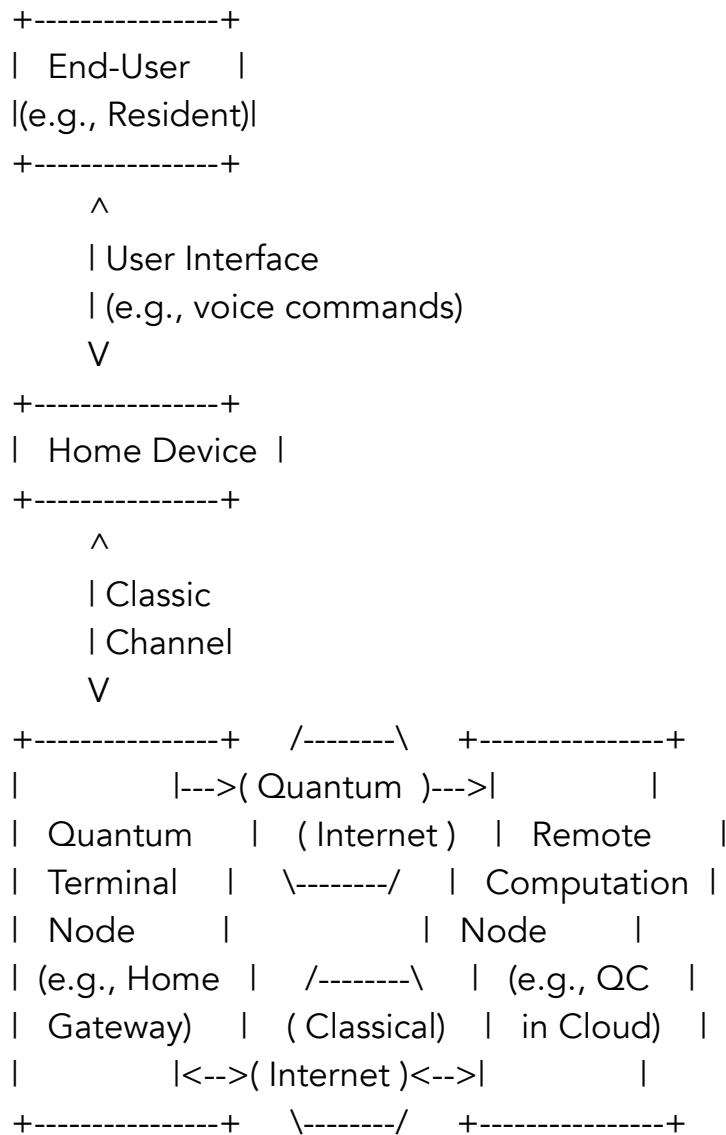 +---------------+
|   End-User    |
|(e.g., Resident)|
+---------------+
^
| User Interface
| (e.g., voice commands)
V
+---------------+
|   Home Device  |
+---------------+
^
| Classic
| Channel
V
+---------------+     /--------\     +---------------+
|               |--->( Quantum  )--->|               |
|   Quantum     |    ( Internet )    |   Remote      |
|   Terminal    |     \--------/     |   Computation |
|   Node        |                    |   Node        |
|  (e.g., Home  |     /--------\     |   (e.g., QC   |
|   Gateway)    |    ( Classical)    |   in Cloud)   |
|               |<-->( Internet )<-->|               |
+---------------+     \--------/     +---------------+